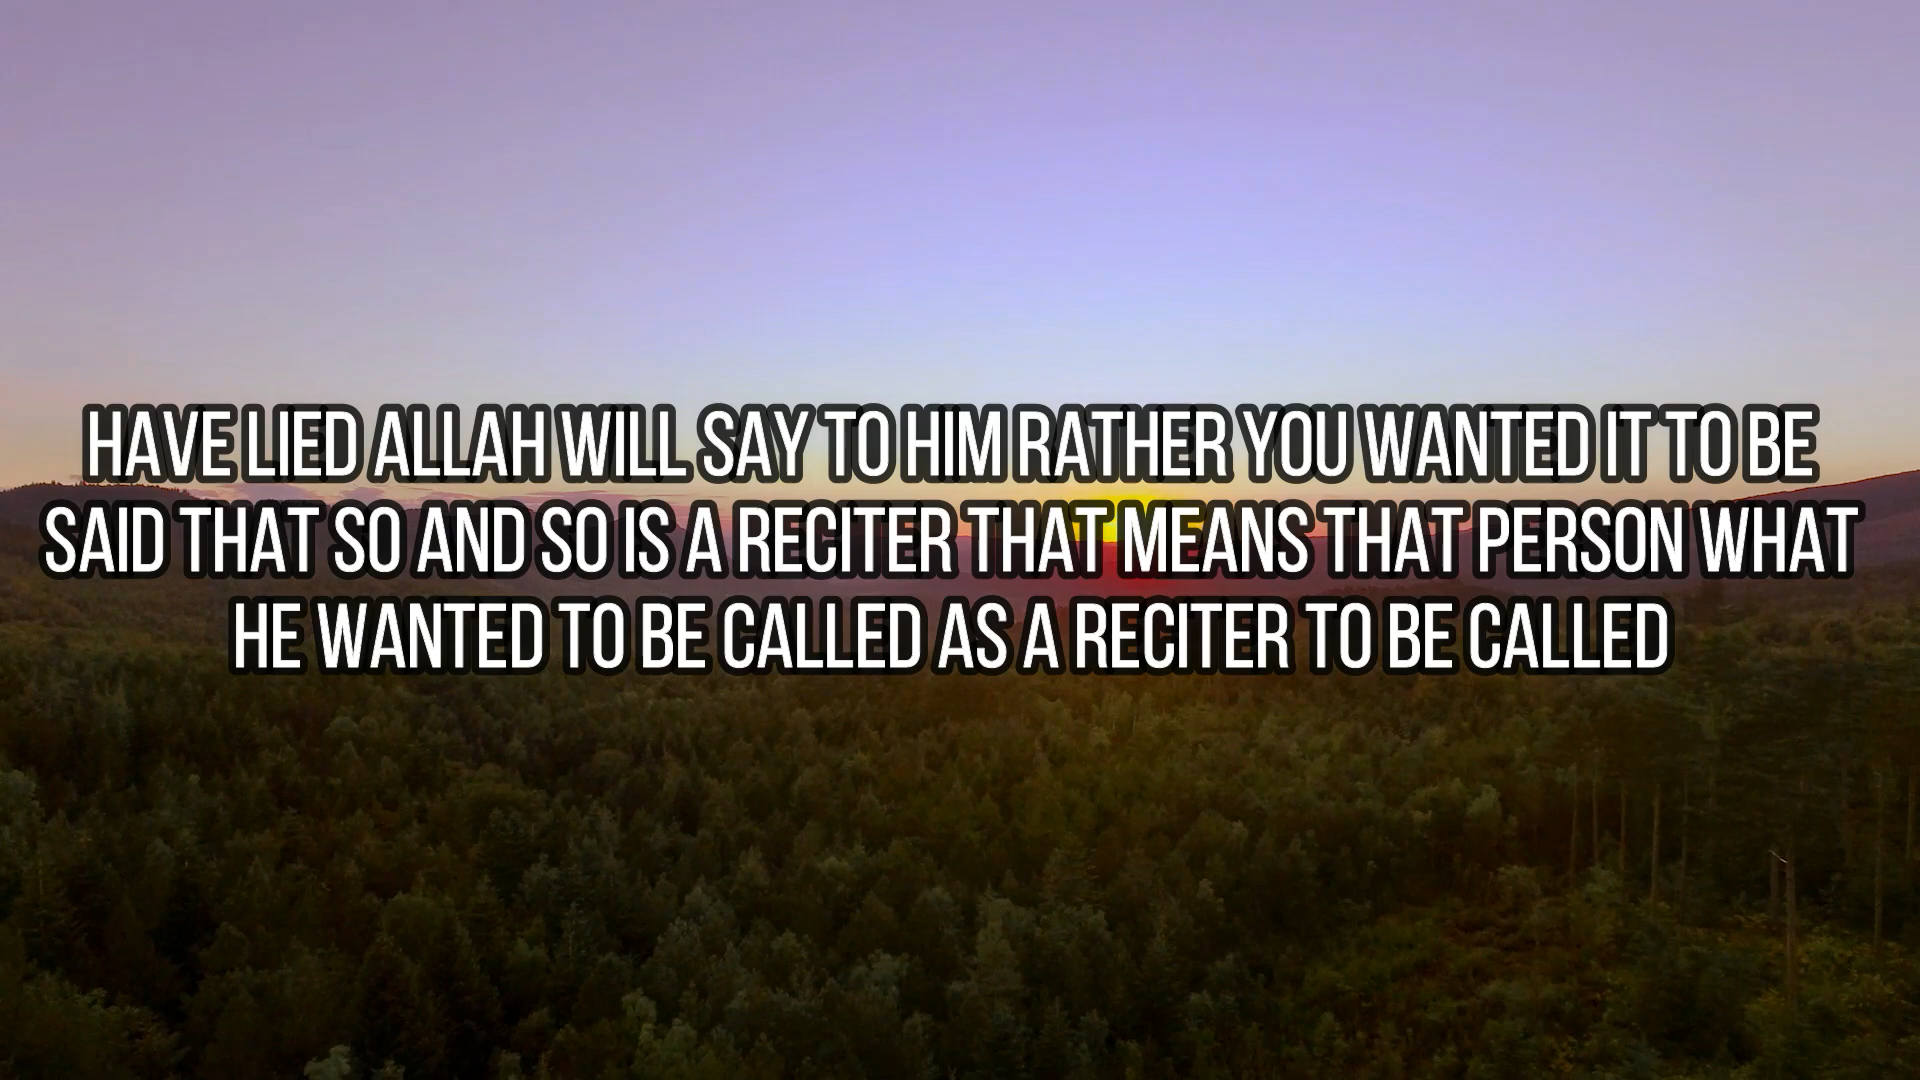 HAVE LIED ALLAH WILL SAY TO HIM RATHER YOU WANTED IT TO BE
SAID THAT SO AND SO IS A RECITER THAT MEANS THAT PERSON WHAT
HE WANTED TO BE CALLED AS A RECITER TO BE CALLED